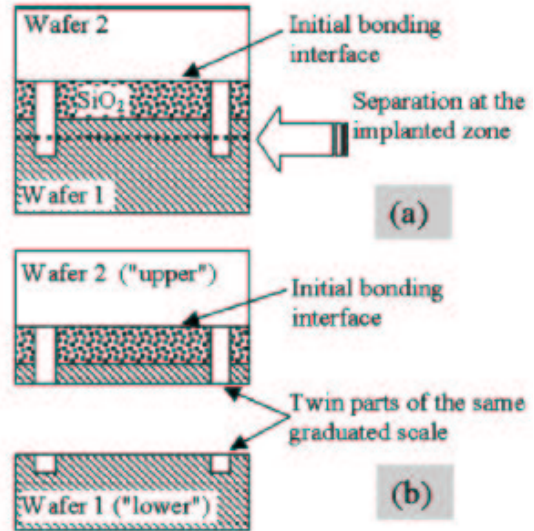 Wafer 2
Initial bonding
interface
SiO₂
Separation at the
implanted zone
Wafer 1
(a)
Wafer 2 ("upper")
Initial bonding
interface
Twin parts of the same
graduated scale
Wafer 1 ("lower")
(b)